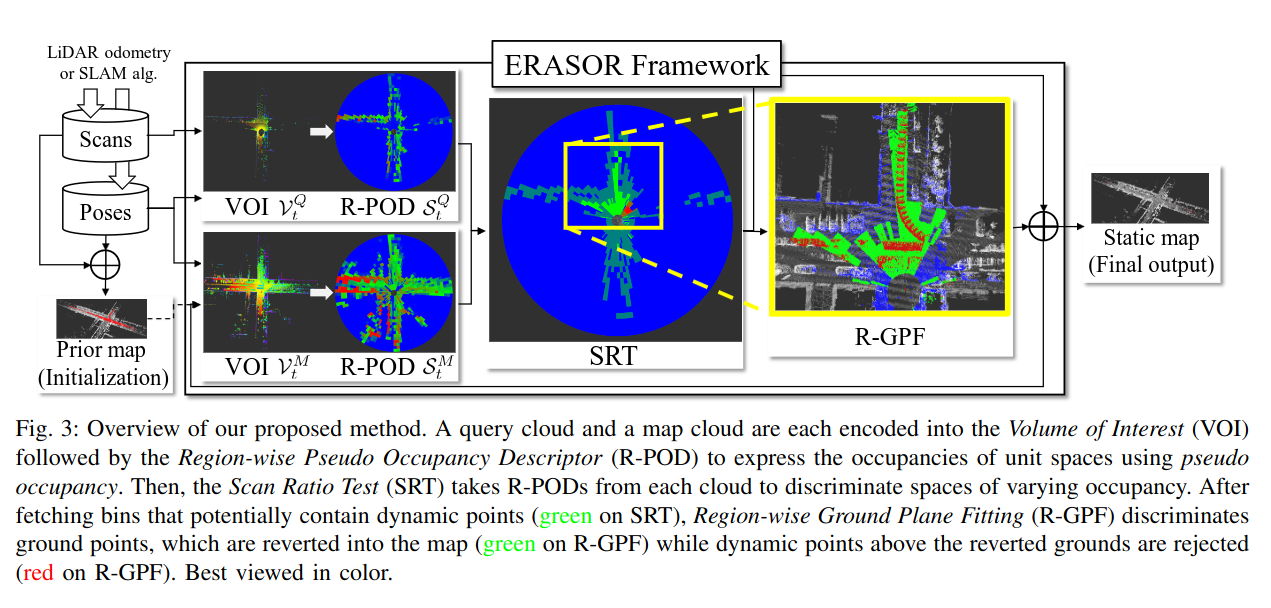 LiDAR odometry
or SLAM alg.
ERASOR Framework
Scans
Poses
VOI 𝒱ₜQ R-POD 𝒮ₜQ
VOI 𝒱ₜM R-POD 𝒮ₜM
Prior map
(Initialization)
SRT
R-GPF
Static map
(Final output)
Fig. 3: Overview of our proposed method. A query cloud and a map cloud are each encoded into the Volume of Interest (VOI)
followed by the Region-wise Pseudo Occupancy Descriptor (R-POD) to express the occupancies of unit spaces using pseudo
occupancy. Then, the Scan Ratio Test (SRT) takes R-PODs from each cloud to discriminate spaces of varying occupancy. After
fetching bins that potentially contain dynamic points (green on SRT), Region-wise Ground Plane Fitting (R-GPF) discriminates
ground points, which are reverted into the map (green on R-GPF) while dynamic points above the reverted grounds are rejected
(red on R-GPF). Best viewed in color.